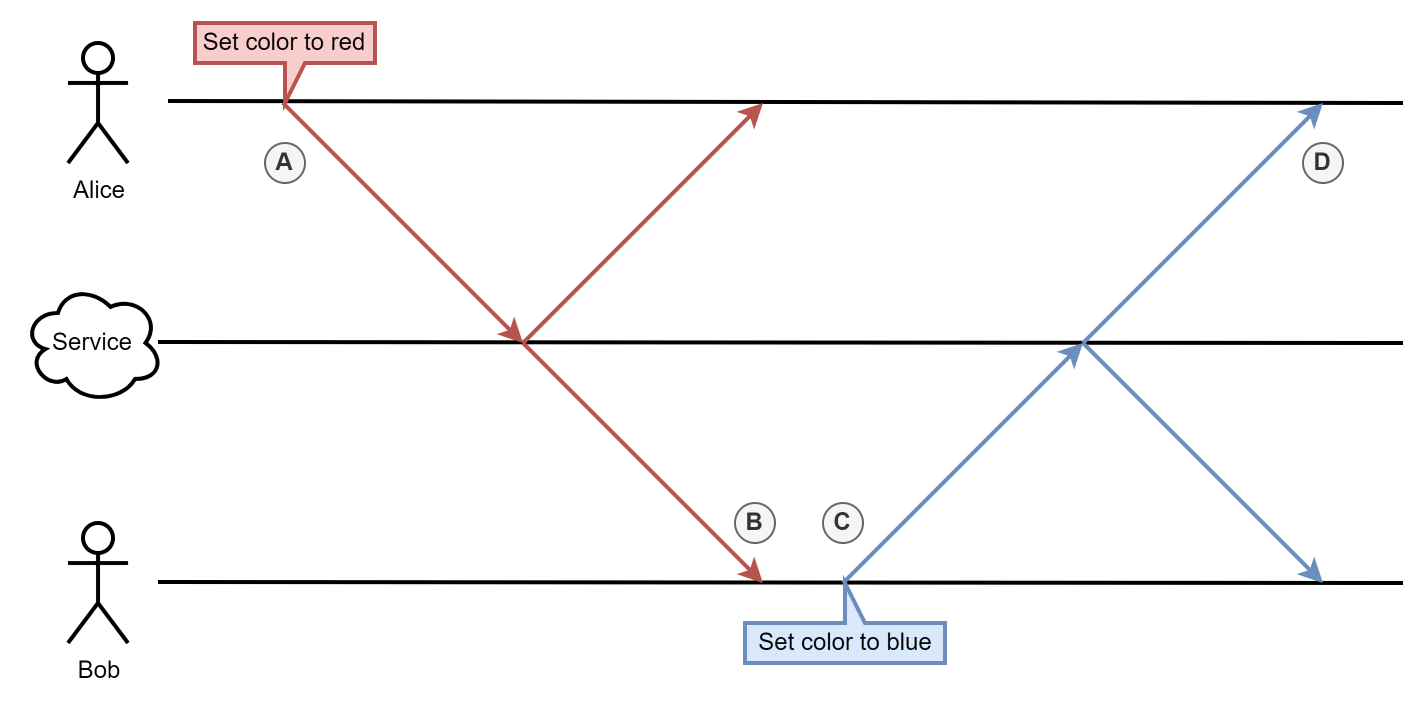 Set color to red
A
D
Alice
Service
B
C
Set color to blue
Bob